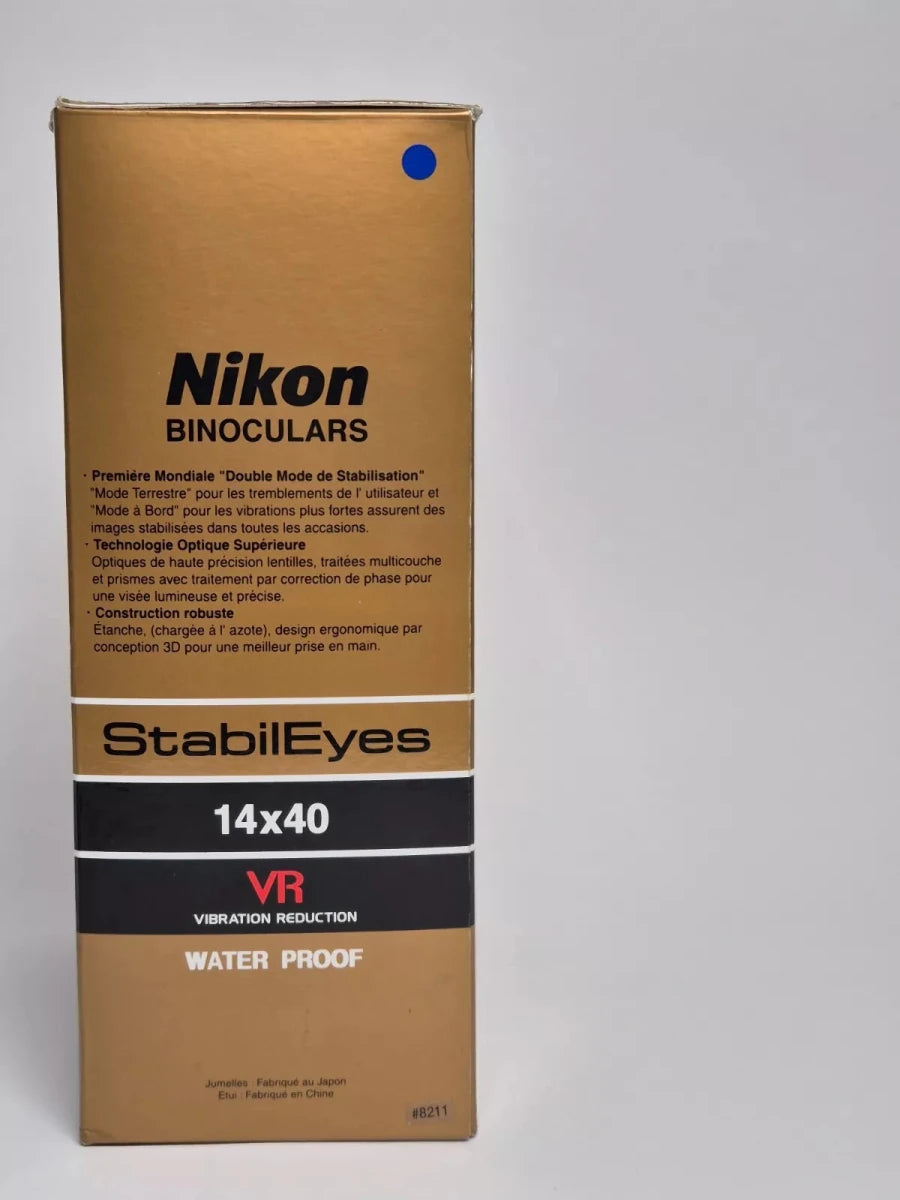 Nikon
BINOCULARS
· Première Mondiale "Double Mode de Stabilisation"
"Mode Terrestre" pour les tremblements de l' utilisateur et
"Mode à Bord" pour les vibrations plus fortes assurent des
images stabilisées dans toutes les accasions.
· Technologie Optique Supérieure
Optiques de haute précision lentilles, traitées multicouche
et prismes avec traitement par correction de phase pour
une visée lumineuse et précise.
· Construction robuste
Étanche, (chargèe à l' azote), design ergonomique par
conception 3D pour une meilleur prise en main.
StabilEyes
14x40
VR
VIBRATION REDUCTION
WATER PROOF
Jumelles : Fabriqué au Japon
Etui : Fabriqué en Chine
#8211